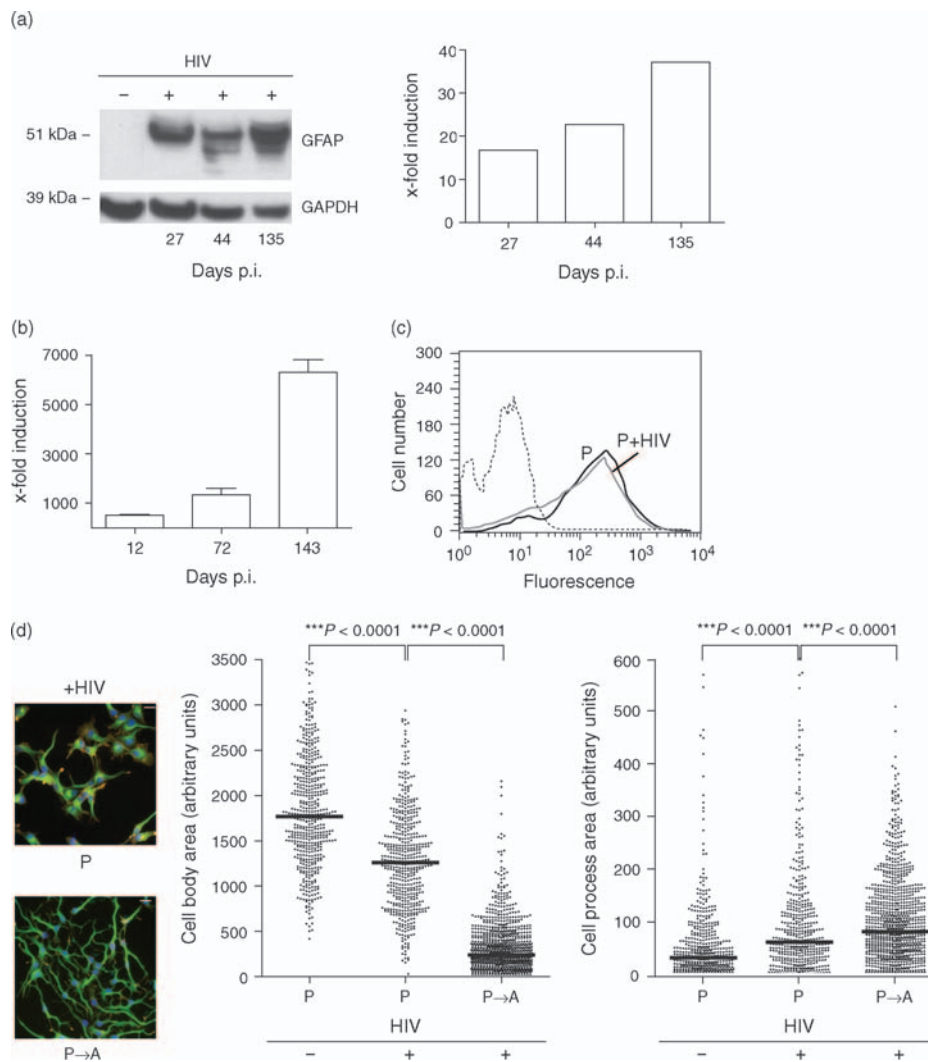 (a)
HIV
− + + +
51 kDa –
GFAP
39 kDa –
GAPDH
27 44 135
Days p.i.
x-fold induction
40
30
20
10
0
27 44 135
Days p.i.
(b)
x-fold induction
7000
5000
3000
1000
12 72 143
Days p.i.
(c)
Cell number
300
240
180
120
60
0
P
P+HIV
10⁰ 10¹ 10² 10³ 10⁴
Fluorescence
(d)
+HIV
P
P→A
***P < 0.0001 ***P < 0.0001
Cell body area (arbitrary units)
3500
3000
2500
2000
1500
1000
500
0
P P P→A
HIV
− + +
***P < 0.0001 ***P < 0.0001
Cell process area (arbitrary units)
600
500
400
300
200
100
0
P P P→A
HIV
− + +